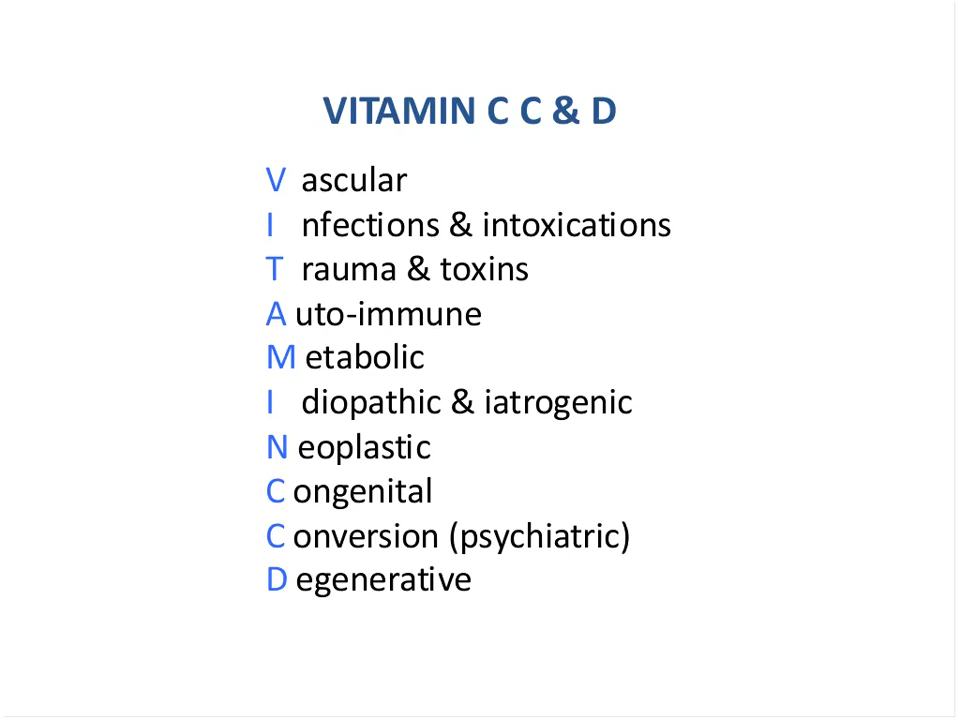 VITAMIN C C & D
V ascular
I nfections & intoxications
T rauma & toxins
A uto-immune
M etabolic
I diopathic & iatrogenic
N eoplastic
C ongenital
C onversion (psychiatric)
D egenerative